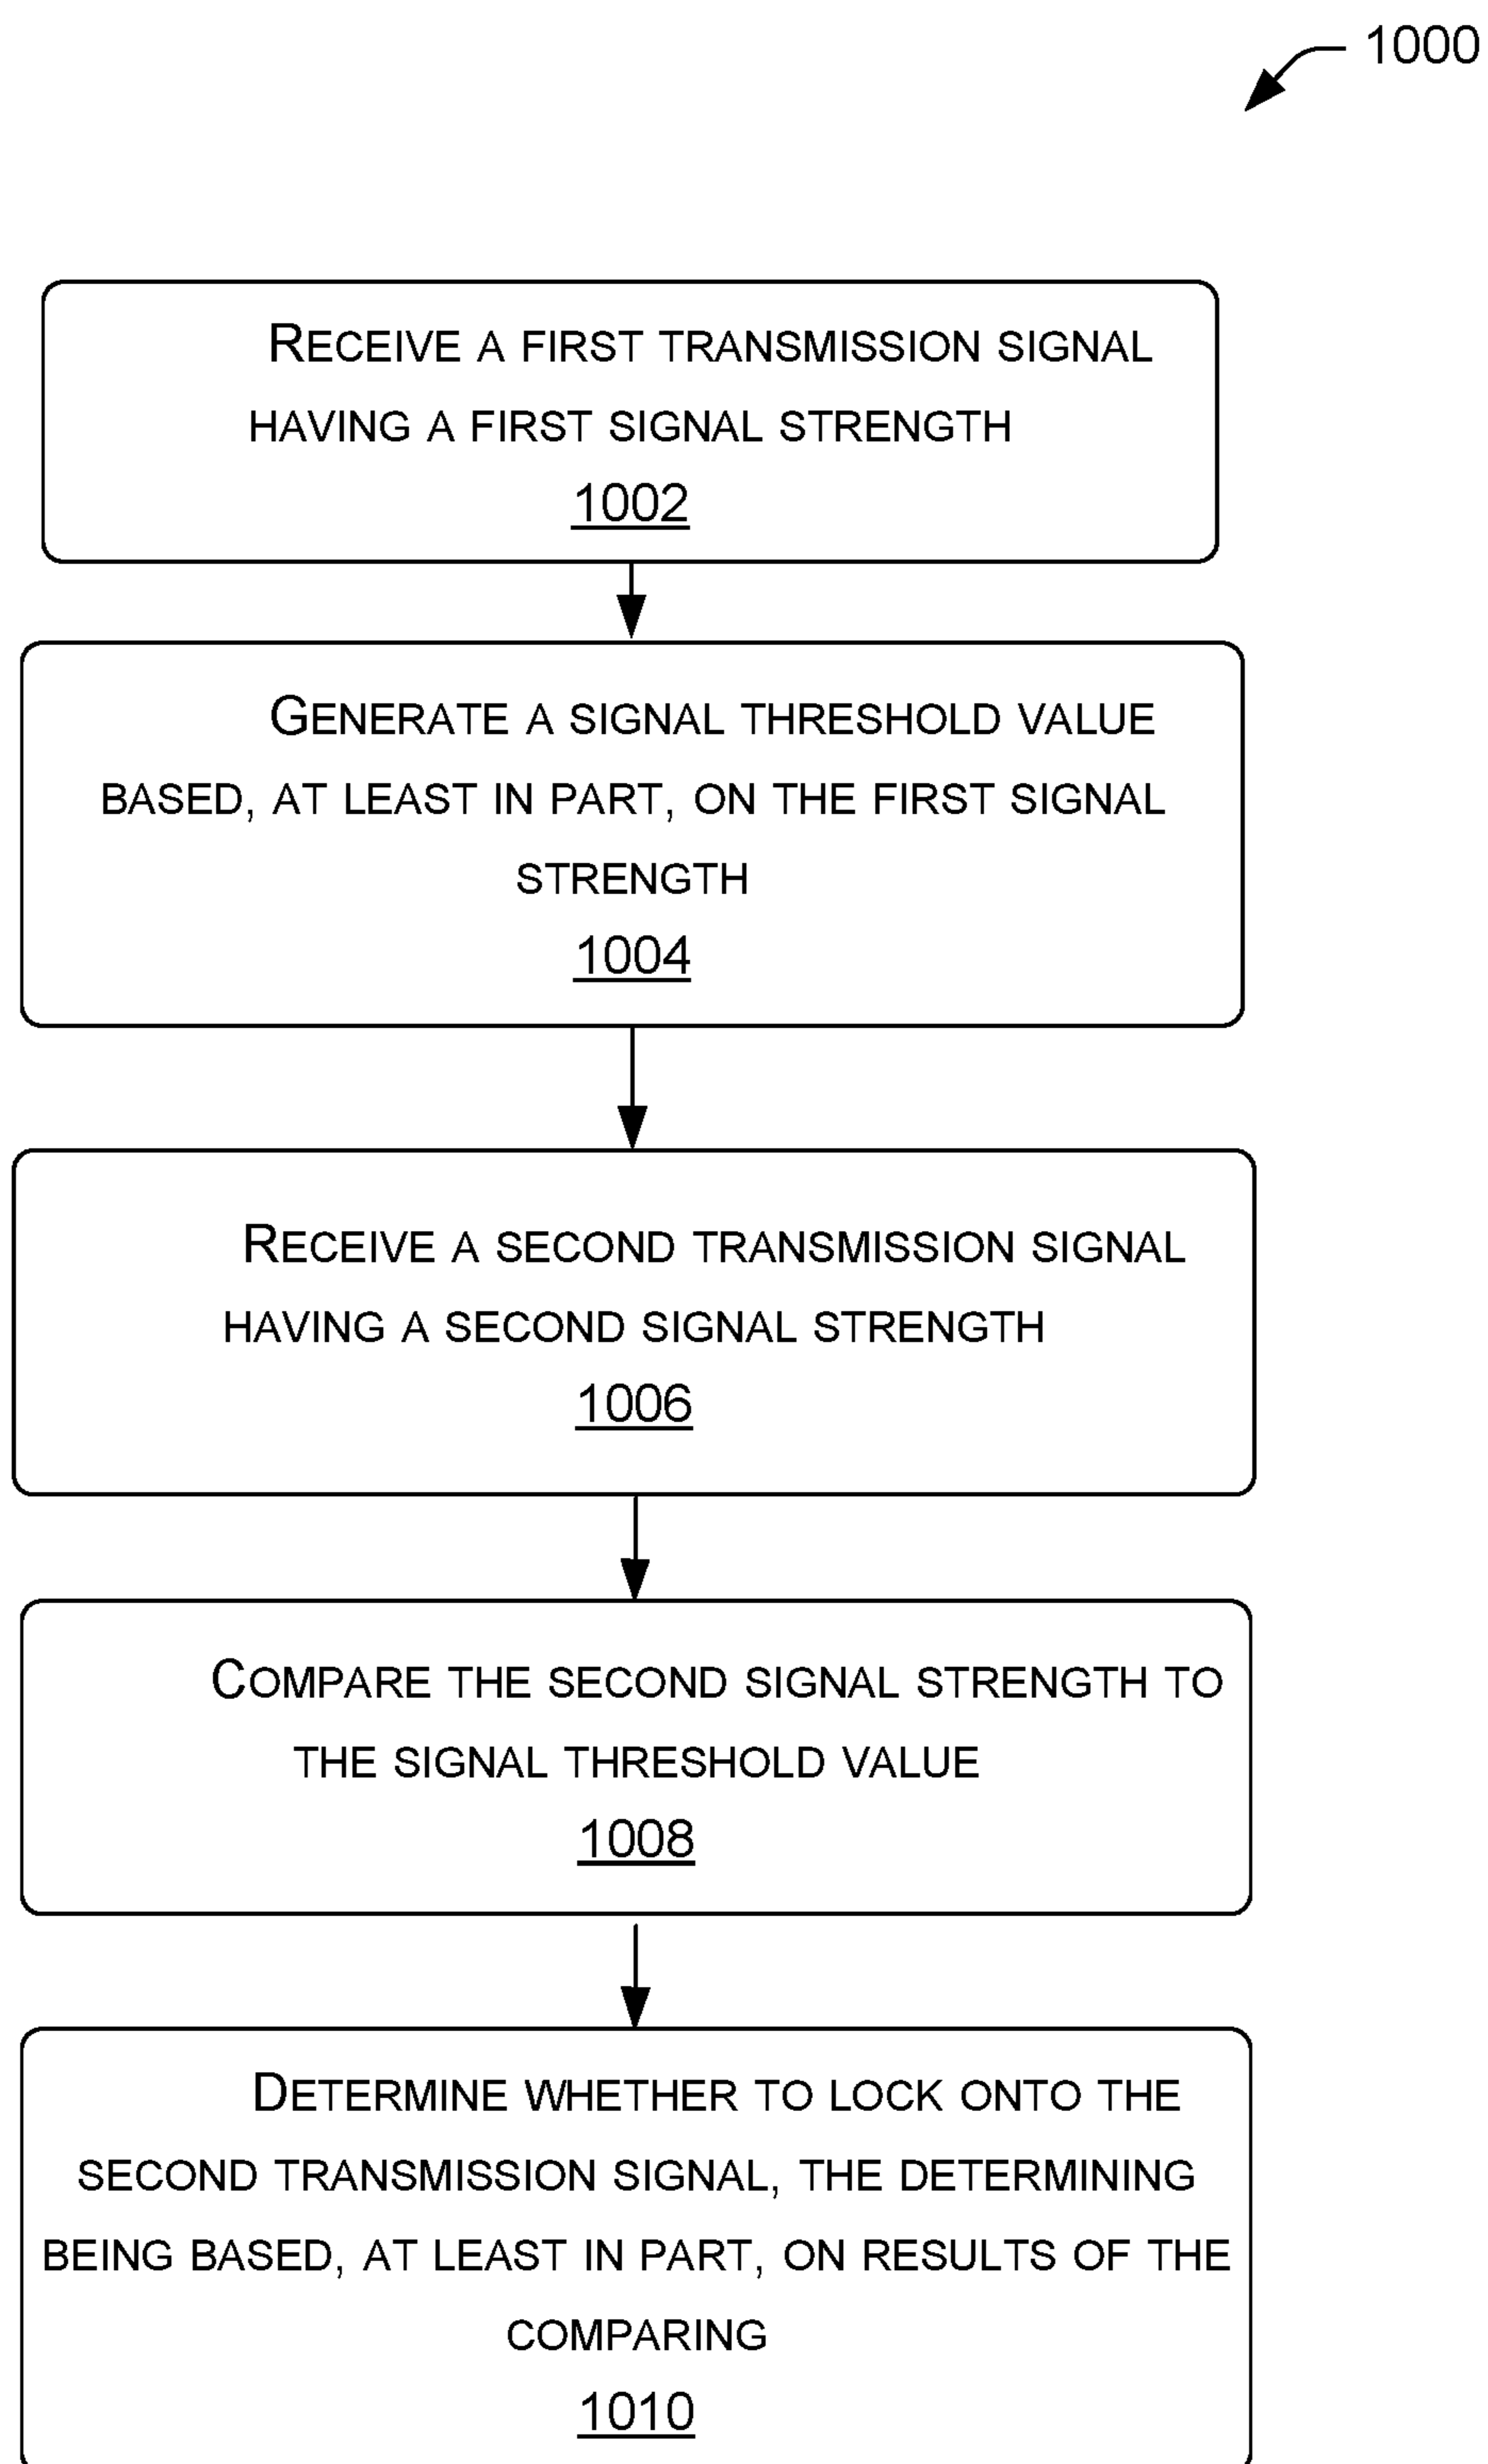 1000
RECEIVE A FIRST TRANSMISSION SIGNAL
HAVING A FIRST SIGNAL STRENGTH
1002
GENERATE A SIGNAL THRESHOLD VALUE
BASED, AT LEAST IN PART, ON THE FIRST SIGNAL
STRENGTH
1004
RECEIVE A SECOND TRANSMISSION SIGNAL
HAVING A SECOND SIGNAL STRENGTH
1006
COMPARE THE SECOND SIGNAL STRENGTH TO
THE SIGNAL THRESHOLD VALUE
1008
DETERMINE WHETHER TO LOCK ONTO THE
SECOND TRANSMISSION SIGNAL, THE DETERMINING
BEING BASED, AT LEAST IN PART, ON RESULTS OF THE
COMPARING
1010